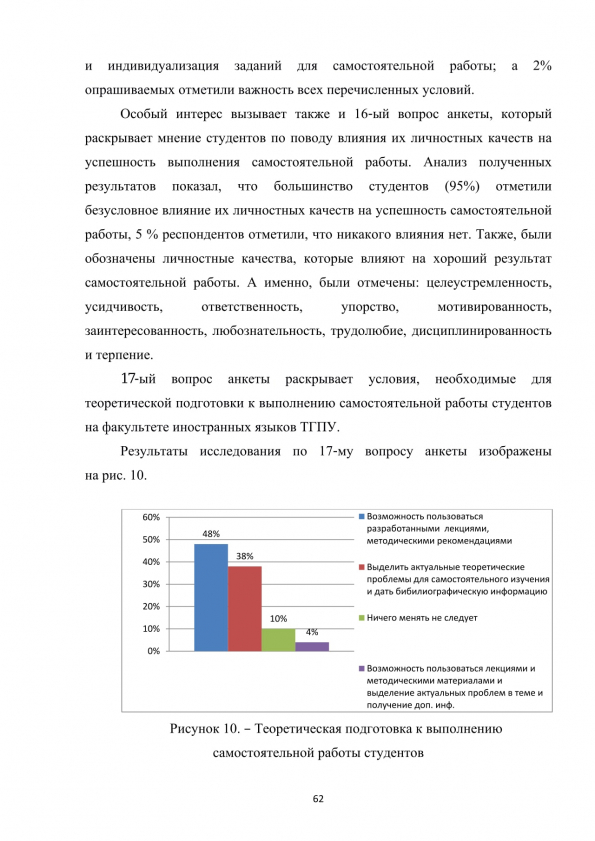 и индивидуализация заданий для самостоятельной работы; а 2%
опрашиваемых отметили важность всех перечисленных условий.
Особый интерес вызывает также и 16-ый вопрос анкеты, который
раскрывает мнение студентов по поводу влияния их личностных качеств на
успешность выполнения самостоятельной работы. Анализ полученных
результатов показал, что большинство студентов (95%) отметили
безусловное влияние их личностных качеств на успешность самостоятельной
работы, 5 % респондентов отметили, что никакого влияния нет. Также, были
обозначены личностные качества, которые влияют на хороший результат
самостоятельной работы. А именно, были отмечены: целеустремленность,
усидчивость, ответственность, упорство, мотивированность,
заинтересованность, любознательность, трудолюбие, дисциплинированность
и терпение.
17-ый вопрос анкеты раскрывает условия, необходимые для
теоретической подготовки к выполнению самостоятельной работы студентов
на факультете иностранных языков ТГПУ.
Результаты исследования по 17-му вопросу анкеты изображены
на рис. 10.
60%
50%
40%
30%
20%
10%
0%
48%
38%
10%
4%
Возможность пользоваться
разработанными лекциями,
методическими рекомендациями
Выделить актуальные теоретические
проблемы для самостоятельного изучения
и дать бибилиографическую информацию
Ничего менять не следует
Возможность пользоваться лекциями и
методическими материалами и
выделение актуальных проблем в теме и
получение доп. инф.
Рисунок 10. – Теоретическая подготовка к выполнению
самостоятельной работы студентов
62